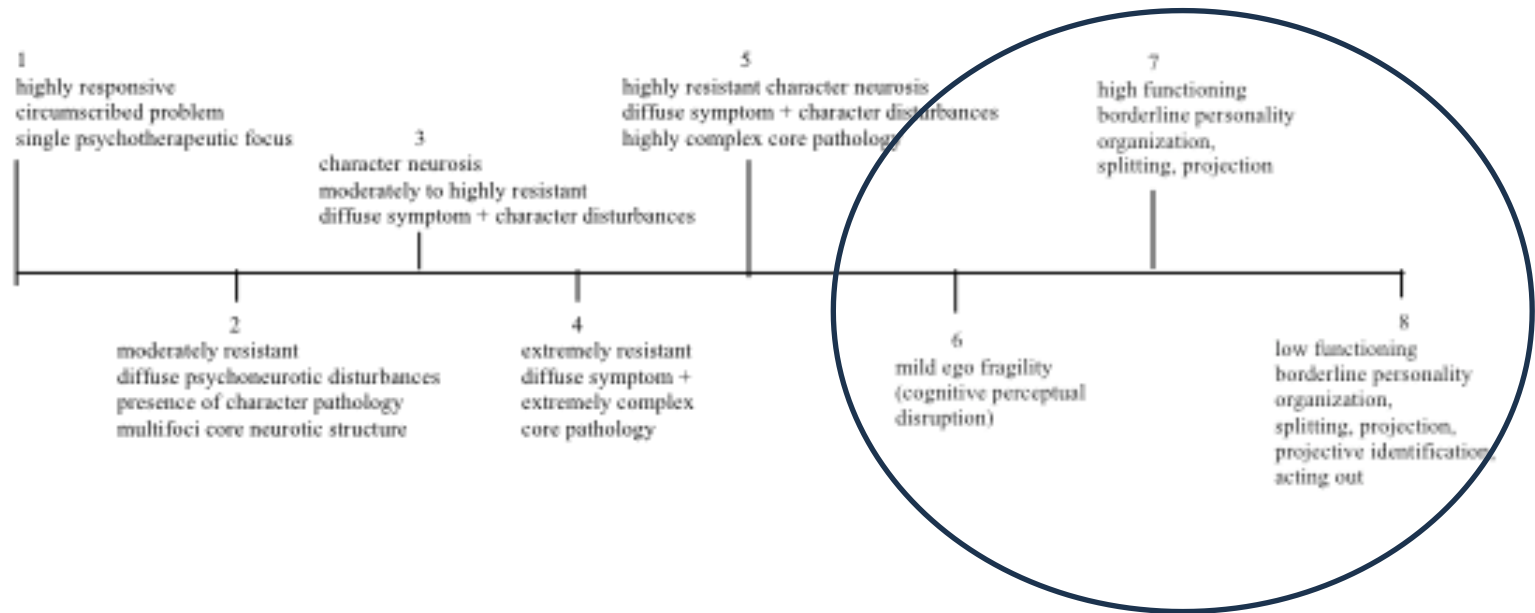 1
highly responsive
circumscribed problem
single psychotherapeutic focus
2
moderately resistant
diffuse psychoneurotic disturbances
presence of character pathology
multifoci core neurotic structure
3
character neurosis
moderately to highly resistant
diffuse symptom + character disturbances
4
extremely resistant
diffuse symptom +
extremely complex
core pathology
5
highly resistant character neurosis
diffuse symptom + character disturbances
highly complex core pathology
6
mild ego fragility
(cognitive perceptual
disruption)
7
high functioning
borderline personality
organization,
splitting, projection
8
low functioning
borderline personality
organization,
splitting, projection,
projective identification,
acting out